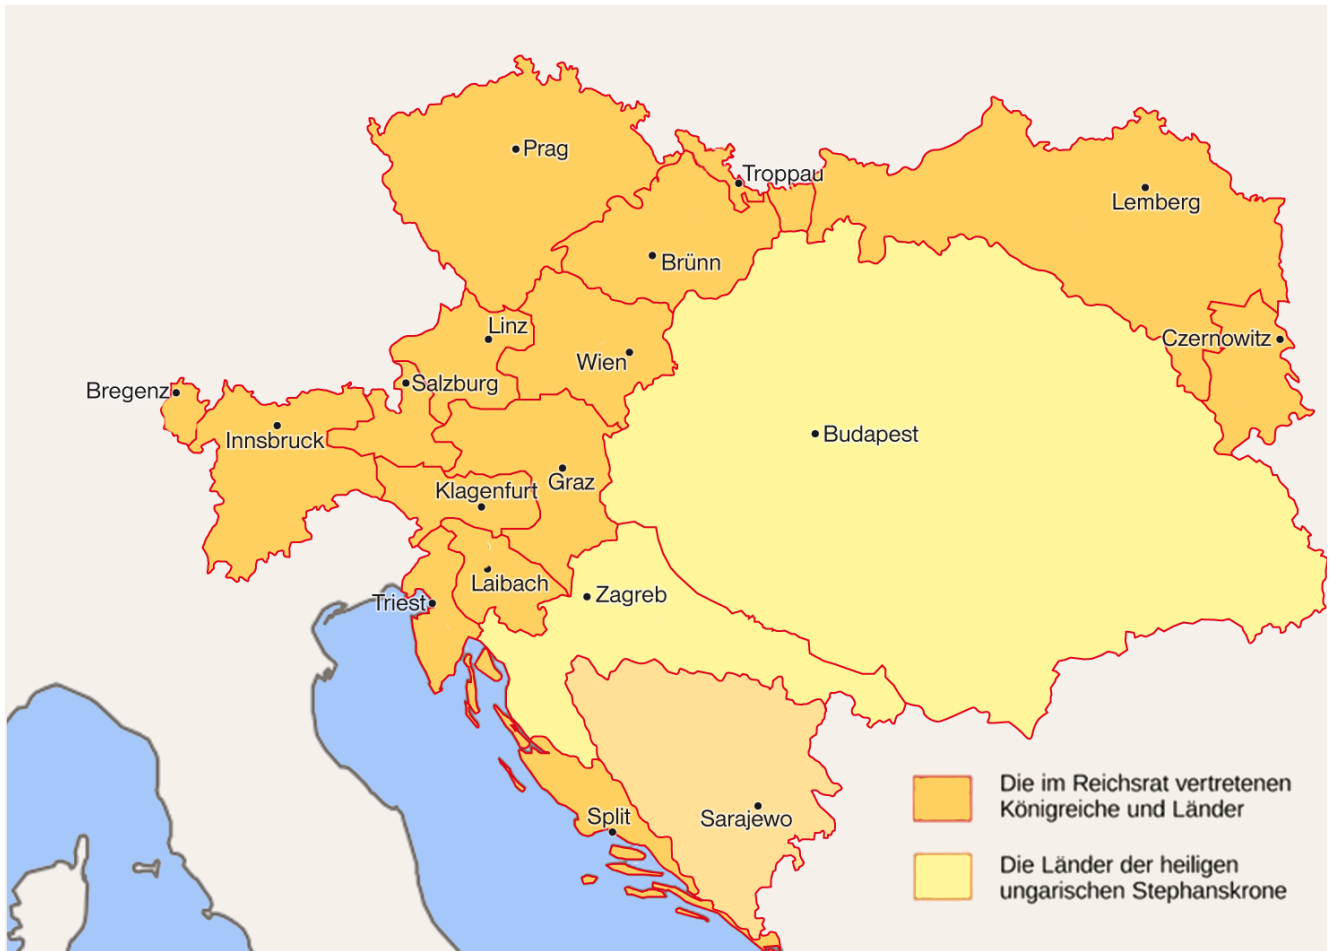 Prag
Troppau
Lemberg
Brünn
Linz
Czernowitz
Wien
Salzburg
Bregenz
Innsbruck
Budapest
Graz
Klagenfurt
Laibach
Zagreb
Triest
Split
Sarajewo
Die im Reichsrat vertretenen
Königreiche und Länder
Die Länder der heiligen
ungarischen Stephanskrone